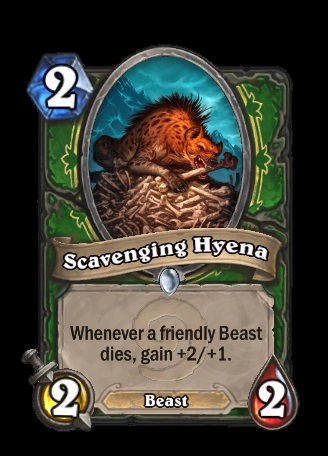 2
Scavenging Hyena
Whenever a friendly Beast
dies, gain +2/+1.
2
Beast
2